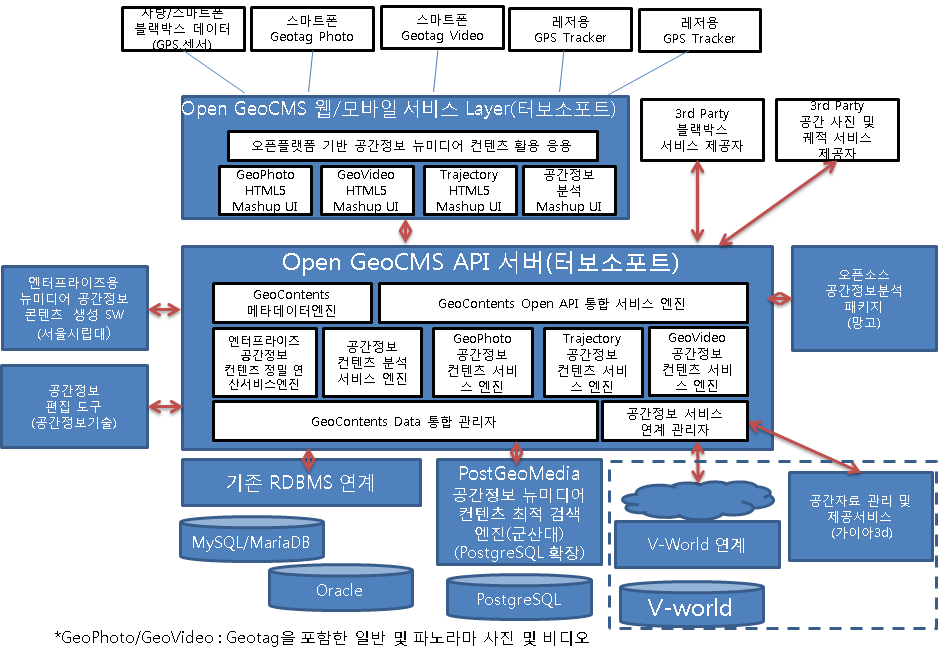 차량/스마트폰
블랙박스 데이터
(GPS,센서)
스마트폰
Geotag Photo
스마트폰
Geotag Video
레저용
GPS Tracker
레저용
GPS Tracker
Open GeoCMS 웹/모바일 서비스 Layer(터보소포트)
오픈플랫폼 기반 공간정보 뉴미디어 컨텐츠 활용 응용
GeoPhoto
HTML5
Mashup UI
GeoVideo
HTML5
Mashup UI
Trajectory
HTML5
Mashup UI
공간정보
분석
Mashup UI
3rd Party
블랙박스
서비스 제공자
3rd Party
공간 사진 및
궤적 서비스
제공자
Open GeoCMS API 서버(터보소포트)
GeoContents
메타데이터엔진
GeoContents Open API 통합 서비스 엔진
엔터프라이즈
공간정보
컨텐츠 정밀 연
산서비스엔진
공간정보
컨텐츠 분석
서비스 엔진
GeoPhoto
공간정보
컨텐츠 서비
스 엔진
Trajectory
공간정보
컨텐츠 서비
스 엔진
GeoVideo
공간정보
컨텐츠 서비
스 엔진
GeoContents Data 통합 관리자
공간정보 서비스
연계 관리자
엔터프라이즈용
뉴미디어 공간정보
콘텐츠 생성 SW
(서울시립대)
공간정보
편집 도구
(공간정보기술)
오픈소스
공간정보분석
패키지
(망고)
기존 RDBMS 연계
MySQL/MariaDB
Oracle
PostGeoMedia
공간정보 뉴미디어
컨텐츠 최적 검색
엔진(군산대)
(PostgreSQL 확장)
PostgreSQL
V-World 연계
V-world
공간자료 관리 및
제공서비스
(가이아3d)
*GeoPhoto/GeoVideo : Geotag을 포함한 일반 및 파노라마 사진 및 비디오